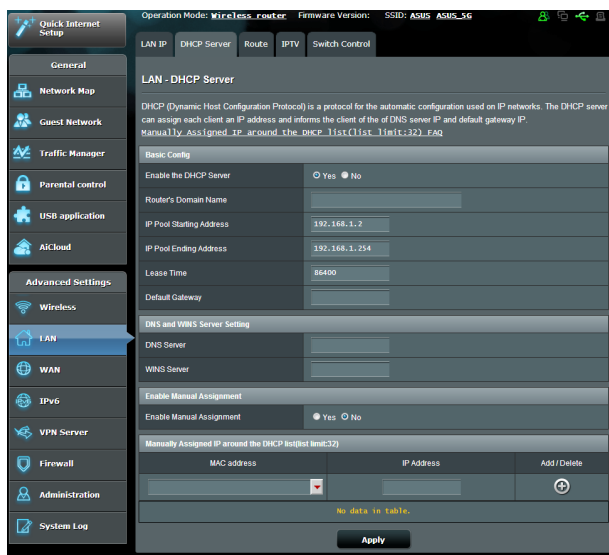 Quick Internet
Setup
Operation Mode: Wireless router Firmware Version: SSID: ASUS ASUS_5G
LAN IP DHCP Server Route IPTV Switch Control
General
Network Map
Guest Network
Traffic Manager
Parental control
USB application
AiCloud
Advanced Settings
Wireless
LAN
WAN
IPv6
VPN Server
Firewall
Administration
System Log
LAN - DHCP Server
DHCP (Dynamic Host Configuration Protocol) is a protocol for the automatic configuration used on IP networks. The DHCP server
can assign each client an IP address and informs the client of the of DNS server IP and default gateway
IP.
Manually Assigned IP around the DHCP list(list limit:32) FAQ
Basic Config
Enable the DHCP Server Yes No
Router's Domain Name
IP Pool Starting Address 192.168.1.2
IP Pool Ending Address 192.168.1.254
Lease Time 86400
Default Gateway
DNS and WINS Server Setting
DNS Server
WINS Server
Enable Manual Assignment
Enable Manual Assignment Yes No
Manually Assigned IP around the DHCP list(list limit:32)
MAC address IP Address Add / Delete
No data in table.
Apply